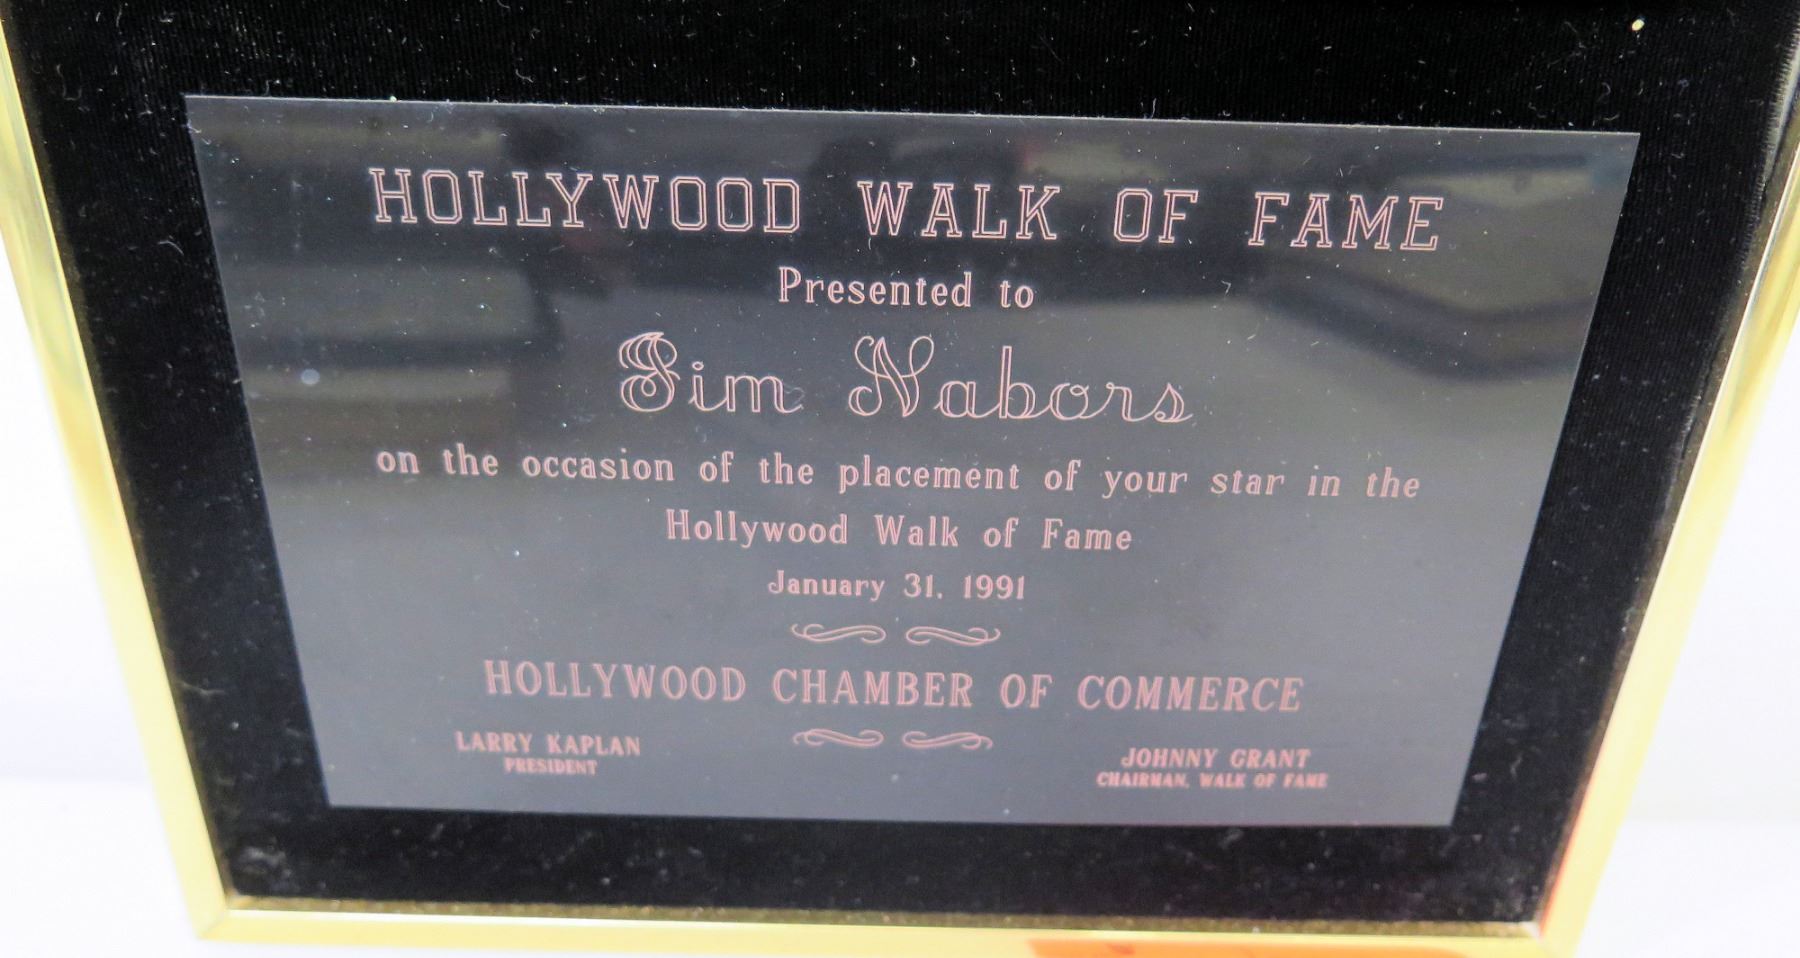 HOLLYWOOD WALK OF FAME
Presented to
Jim Nabors
on the occasion of the placement of your star in the
Hollywood Walk of Fame
January 31, 1991
HOLLYWOOD CHAMBER OF COMMERCE
LARRY KAPLAN
PRESIDENT
JOHNNY GRANT
CHAIRMAN, WALK OF FAME